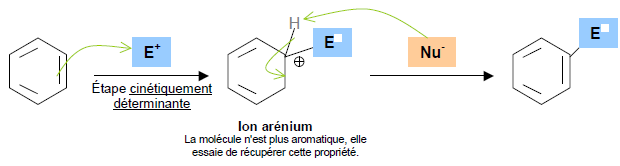 H
E⁺
E
⊕
Nu⁻
E
Étape cinétiquement
déterminante
Ion arénium
La molécule n'est plus aromatique, elle
essaie de récupérer cette propriété.